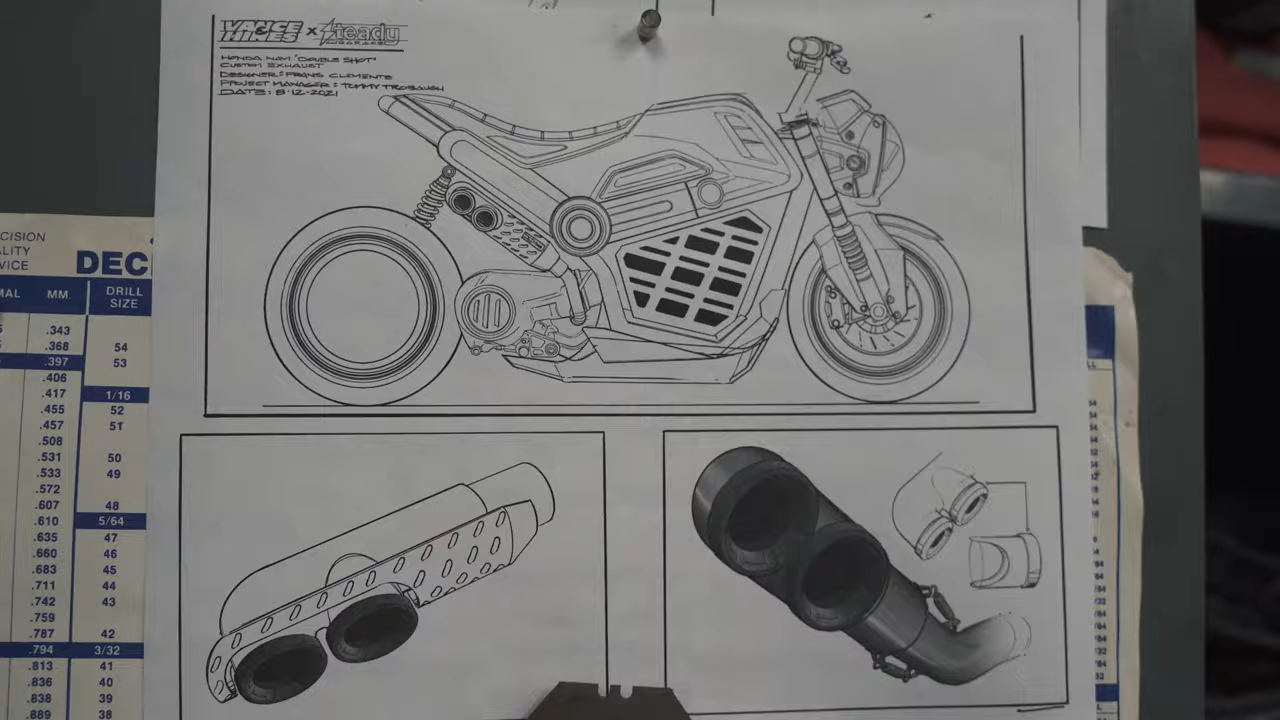 VANCE & HINES x Steady
GARAGE
HONDA NAVI "DOUBLE SHOT"
CUSTOM EXHAUST
DESIGNER: FRANS CLEMENTE
PROJECT MANAGER: TOMMY TROBAUGH
DATE: 8-12-2021
CISION
ALITY
VICE
DEC
MAL MM. DRILL SIZE
.343
.368 54
.397 53
.406
.417 1/16
.455 52
.457 51
.508
.531 50
.533 49
.572
.607 48
.610 5/64
.635 47
.660 46
.683 45
.711 44
.742 43
.759
.787 42
.794 3/32
.813 41
.836 40
.838 39
.889 38